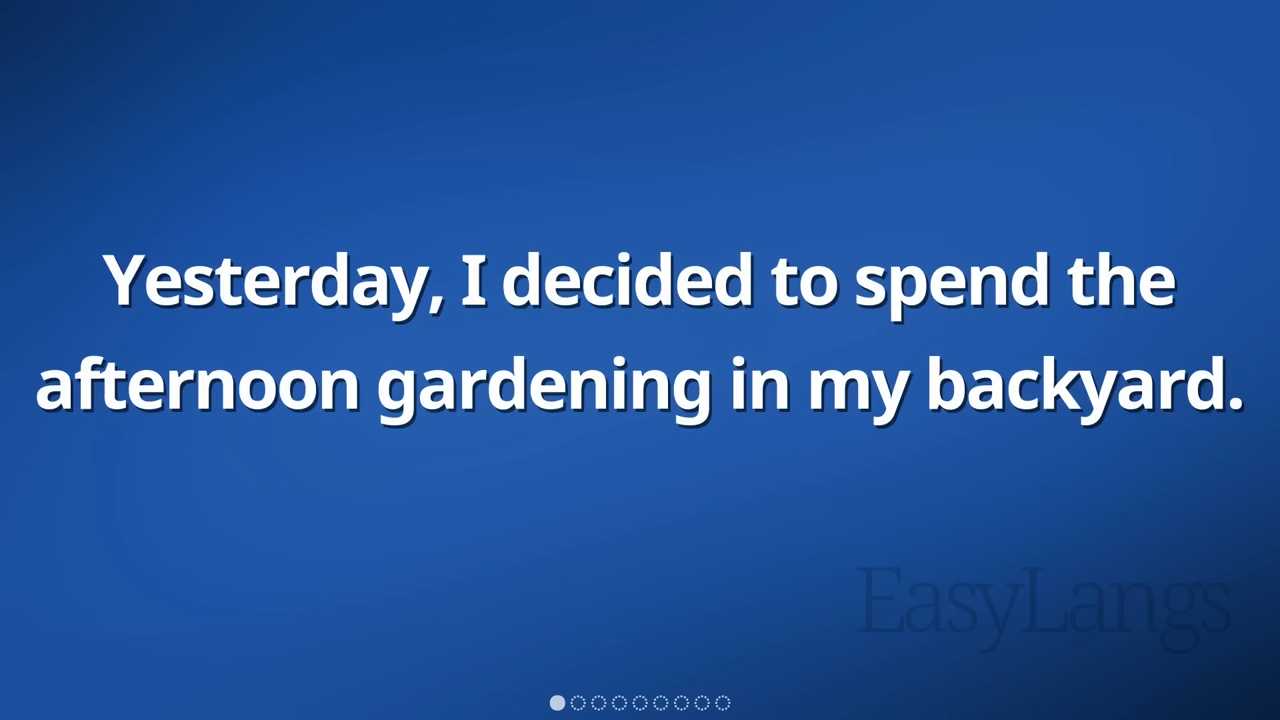 Yesterday, I decided to spend the
afternoon gardening in my backyard.
EasyLangs